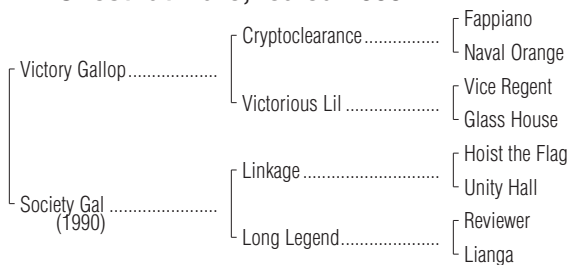 Fappiano
Cryptoclearance
Naval Orange
Victory Gallop
Vice Regent
Victorious Lil
Glass House
Hoist the Flag
Linkage
Unity Hall
Society Gal
(1990)
Reviewer
Long Legend
Lianga